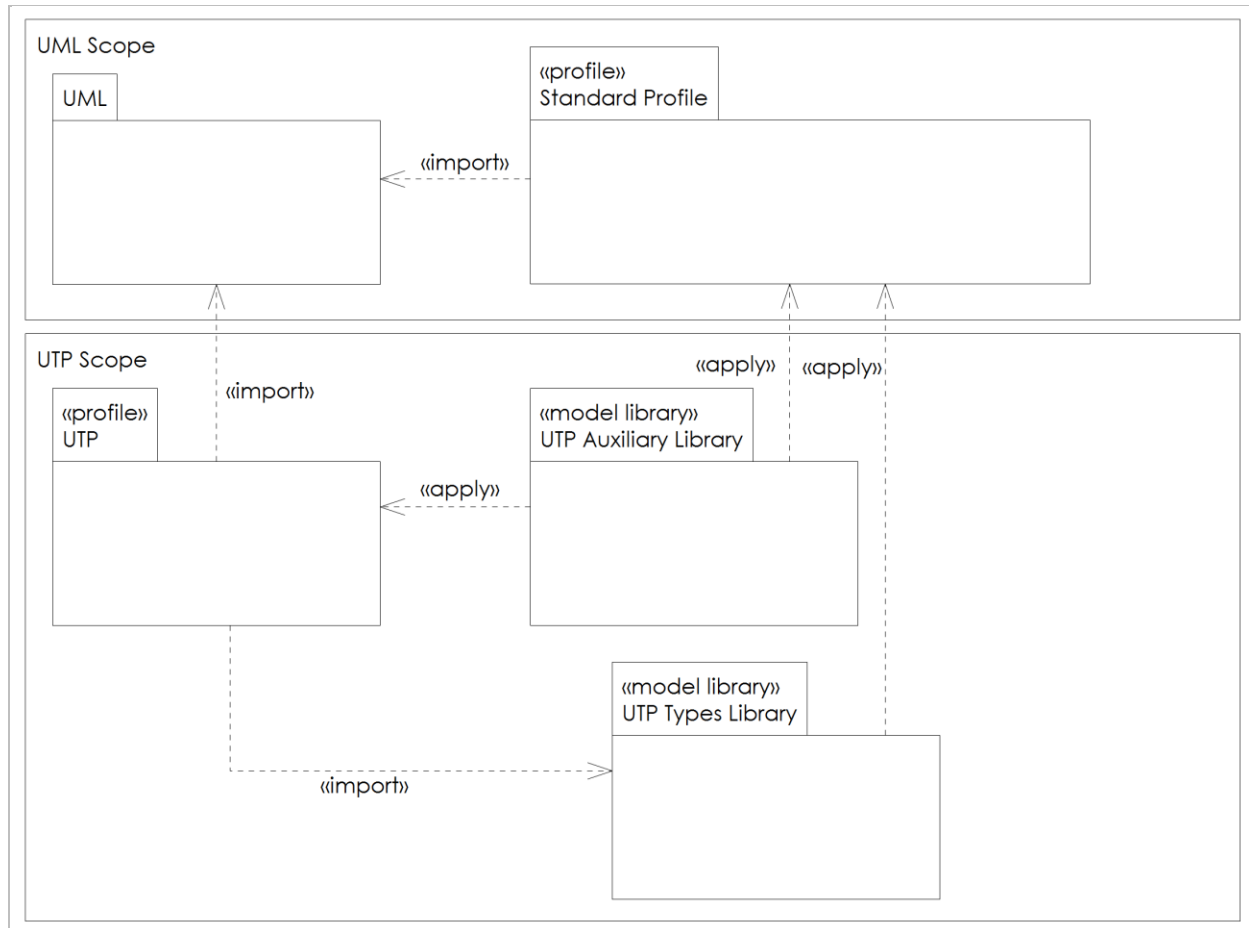 UML Scope
UML
«profile»
Standard Profile
«import»
UTP Scope
«import»
«apply»
«apply»
«profile»
UTP
«model library»
UTP Auxiliary Library
«apply»
«model library»
UTP Types Library
«import»